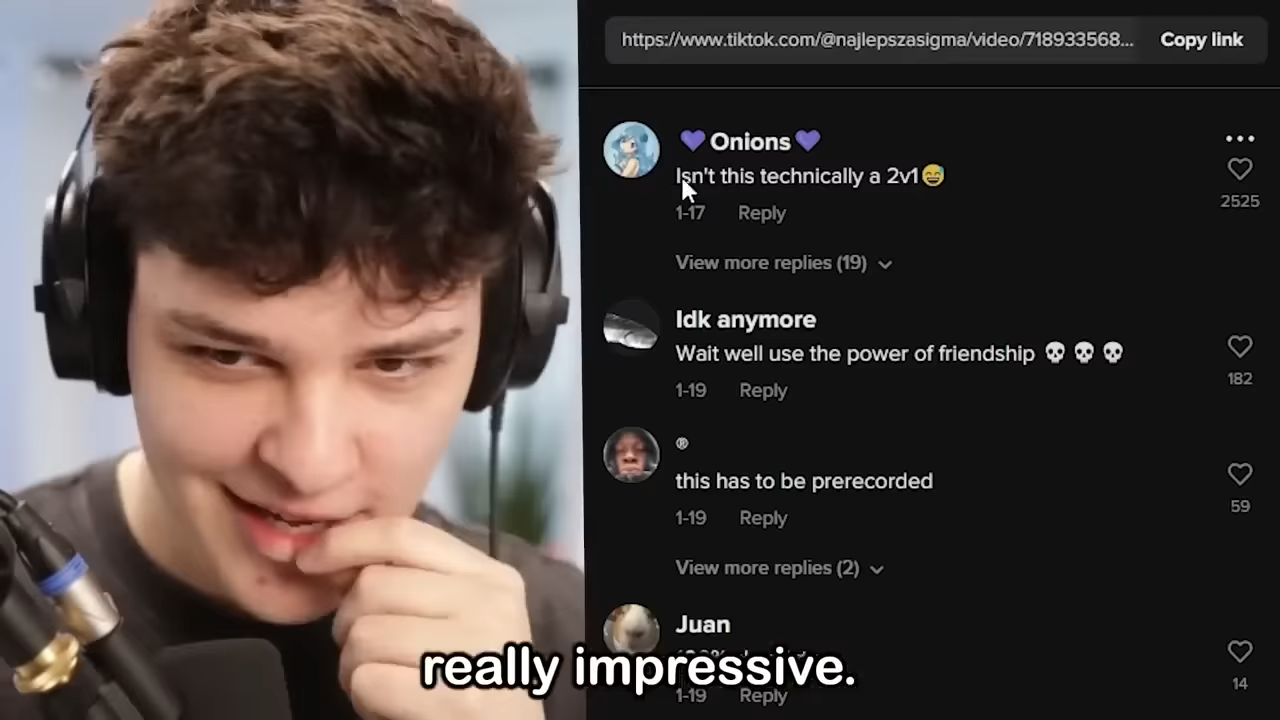 https://www.tiktok.com/@najlepszasigma/video/718933568...
Copy link
💜Onions💜
Isn't this technically a 2v1😅
1-17 Reply
2525
View more replies (19)
Idk anymore
Wait well use the power of friendship 💀💀💀
1-19 Reply
182
®
this has to be prerecorded
1-19 Reply
59
View more replies (2)
Juan
really impressive.
1-19 Reply
14